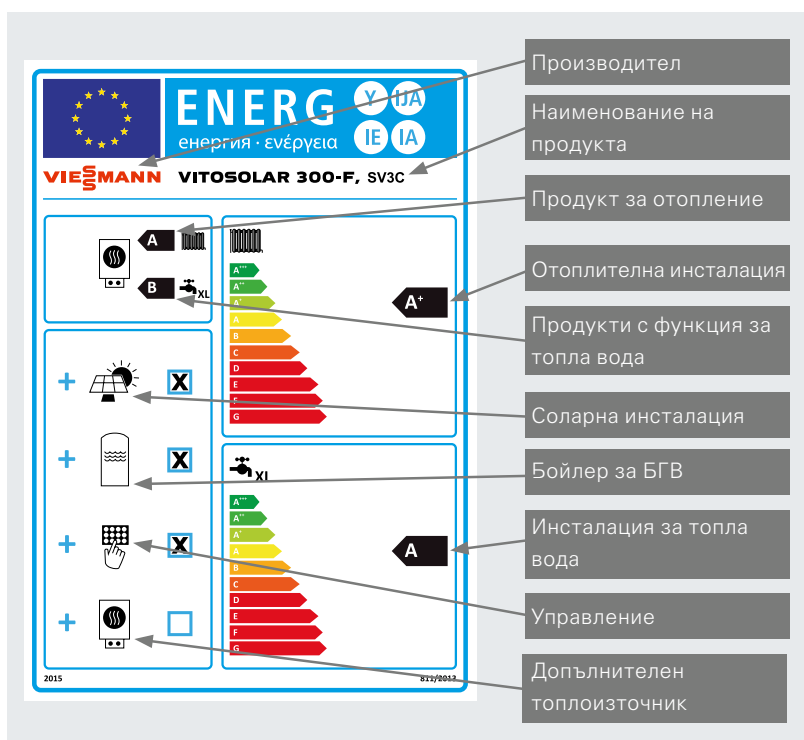 ENERG
Y IJA
IE IA
енергия · ενέργεια
VIESSMANN VITOSOLAR 300-F, SV3C
A
B
XL
A+++
A++
A+
A
B
C
D
E
F
G
A+
XL
A+++
A++
A+
A
B
C
D
E
F
G
A
+ X
+ X
+ X
+
2015
811/2013
Производител
Наименование на
продукта
Продукт за отопление
Отоплителна инсталация
Продукти с функция за
топла вода
Соларна инсталация
Бойлер за БГВ
Инсталация за топла
вода
Управление
Допълнителен
топлоизточник